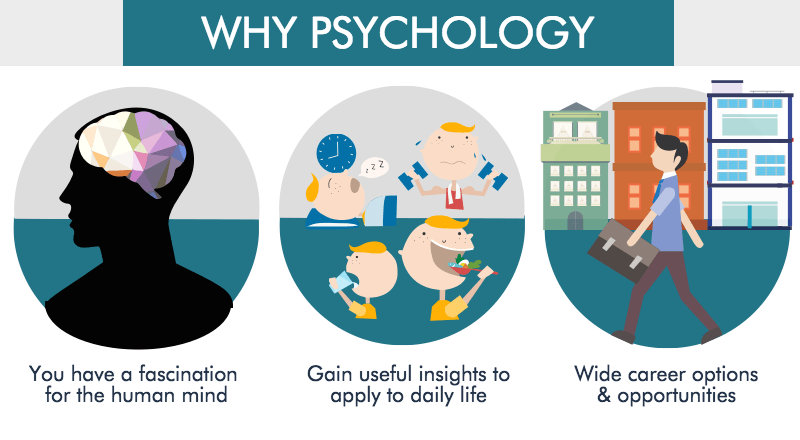 WHY PSYCHOLOGY
z z z
You have a fascination
for the human mind
Gain useful insights to
apply to daily life
Wide career options
& opportunities